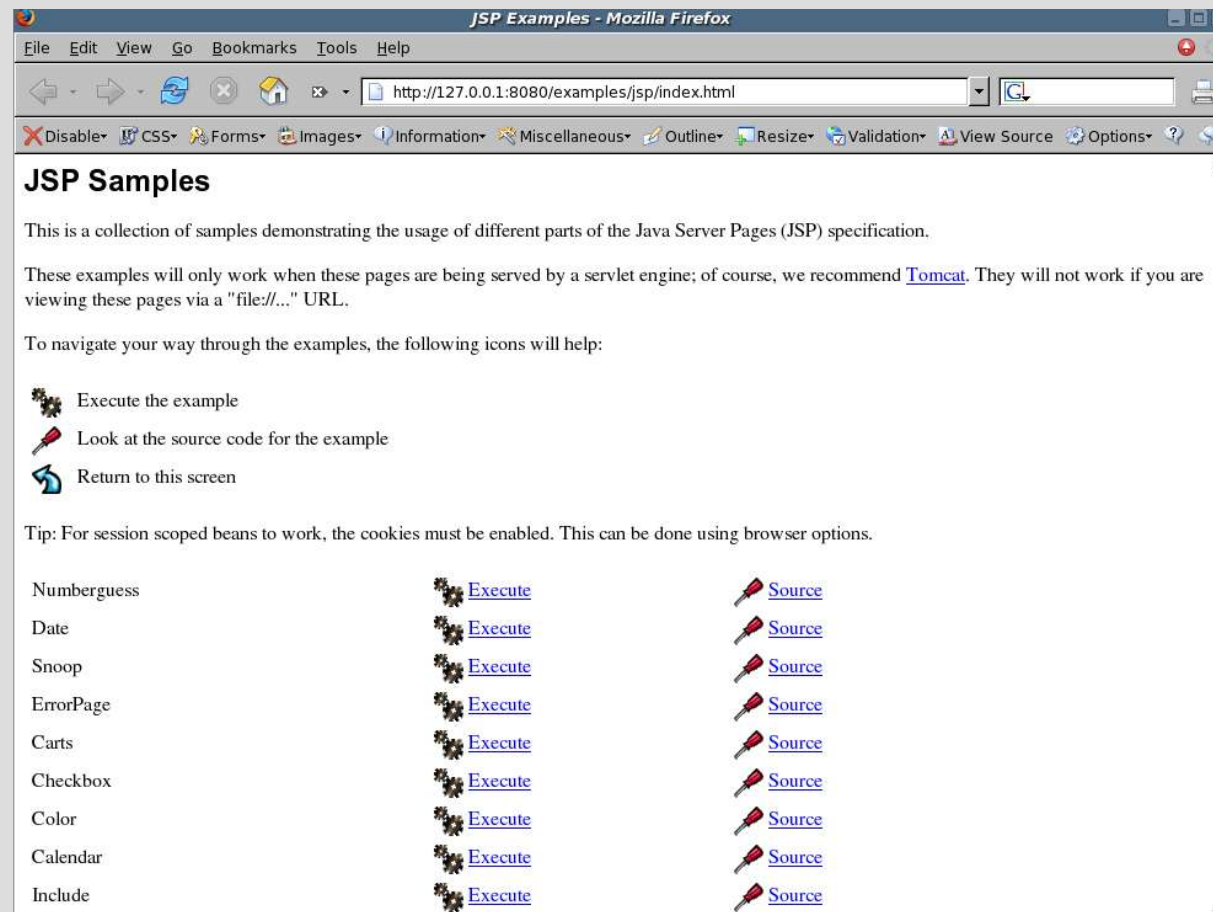 JSP Examples - Mozilla Firefox
File Edit View Go Bookmarks Tools Help
http://127.0.0.1:8080/examples/jsp/index.html
G
Disable CSS Forms Images Information Miscellaneous Outline Resize Validation View Source Options
JSP Samples
This is a collection of samples demonstrating the usage of different parts of the Java Server Pages (JSP) specification.
These examples will only work when these pages are being served by a servlet engine; of course, we recommend Tomcat. They will not work if you are
viewing these pages via a "file://..." URL.
To navigate your way through the examples, the following icons will help:
Execute the example
Look at the source code for the example
Return to this screen
Tip: For session scoped beans to work, the cookies must be enabled. This can be done using browser options.
Numberguess Execute Source
Date Execute Source
Snoop Execute Source
ErrorPage Execute Source
Carts Execute Source
Checkbox Execute Source
Color Execute Source
Calendar Execute Source
Include Execute Source